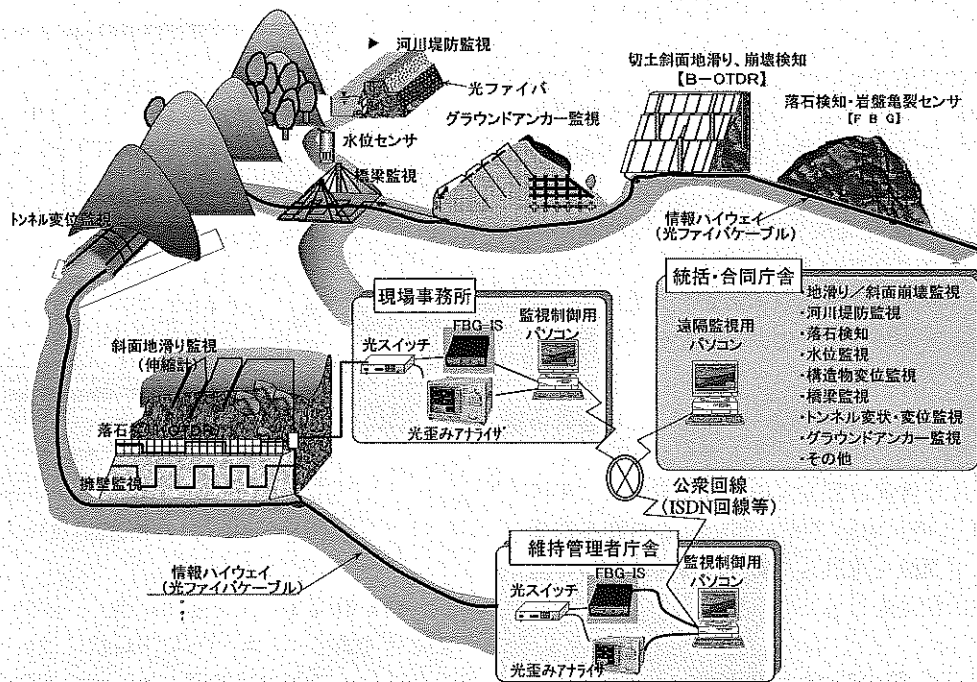 ▶ 河川堤防監視
光ファイバ
水位センサ
橋梁監視
グラウンドアンカー監視
切土斜面地滑り、崩壊検知
【B-OTDR】
落石検知・岩盤亀裂センサ
【FBG】
トンネル変位監視
情報ハイウェイ
(光ファイバケーブル)
現場事務所
光スイッチ
FBG-IS
監視制御用
パソコン
光歪みアナライザ
統括・合同庁舎
遠隔監視用
パソコン
・地滑り/斜面崩壊監視
・河川堤防監視
・落石検知
・水位監視
・構造物変位監視
・橋梁監視
・トンネル変状・変位監視
・グラウンドアンカー監視
・その他
斜面地滑り監視
(伸縮計)
落石
(OTDR)
擁壁監視
公衆回線
(ISDN回線等)
情報ハイウェイ
(光ファイバケーブル)
維持管理者庁舎
光スイッチ
FBG-IS
監視制御用
パソコン
光歪みアナライザ